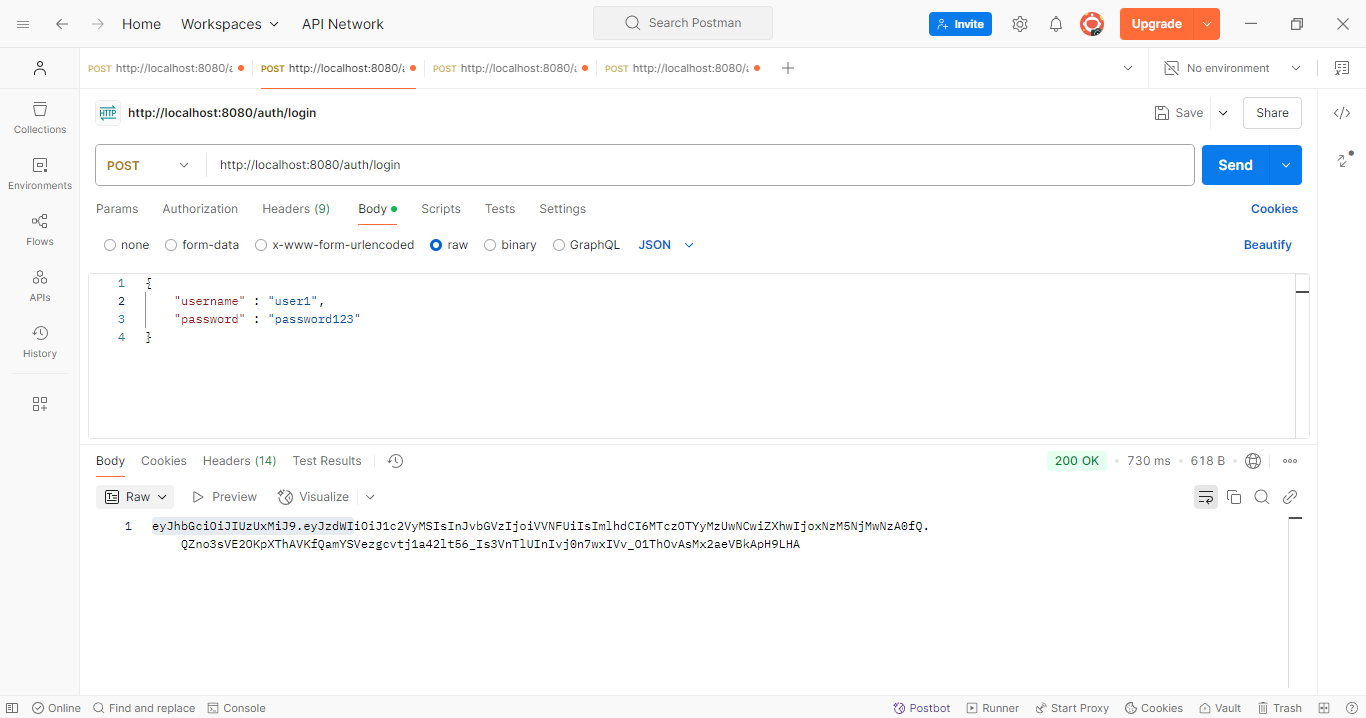 Home Workspaces API Network Search Postman Invite Upgrade
POST http://localhost:8080/a POST http://localhost:8080/a POST http://localhost:8080/a POST http://localhost:8080/a No environment
HTTP http://localhost:8080/auth/login Save Share
Collections
Environments
Flows
APIs
History
POST http://localhost:8080/auth/login Send
Params Authorization Headers (9) Body Scripts Tests Settings Cookies
none form-data x-www-form-urlencoded raw binary GraphQL JSON Beautify
1 {
2 "username" : "user1",
3 "password" : "password123"
4 }
Body Cookies Headers (14) Test Results 200 OK • 730 ms • 618 B
Raw Preview Visualize
1 eyJhbGciOiJIUzUxMiJ9.eyJzdWIiOiJ1c2VyMSIsInJvbGVzIjoiVVNFUiIsImlhdCI6MTczOTYyMzUwNCwiZXhwIjoxNzM5NjMwNzA0fQ.
QZno3sVE2OKpXThAVKfQamYSVezgcvtj1a42lt56_Is3VnTlUInIvj0n7wxIVv_O1ThOvAsMx2aeVBkApH9LHA
Online Find and replace Console Postbot Runner Start Proxy Cookies Vault Trash